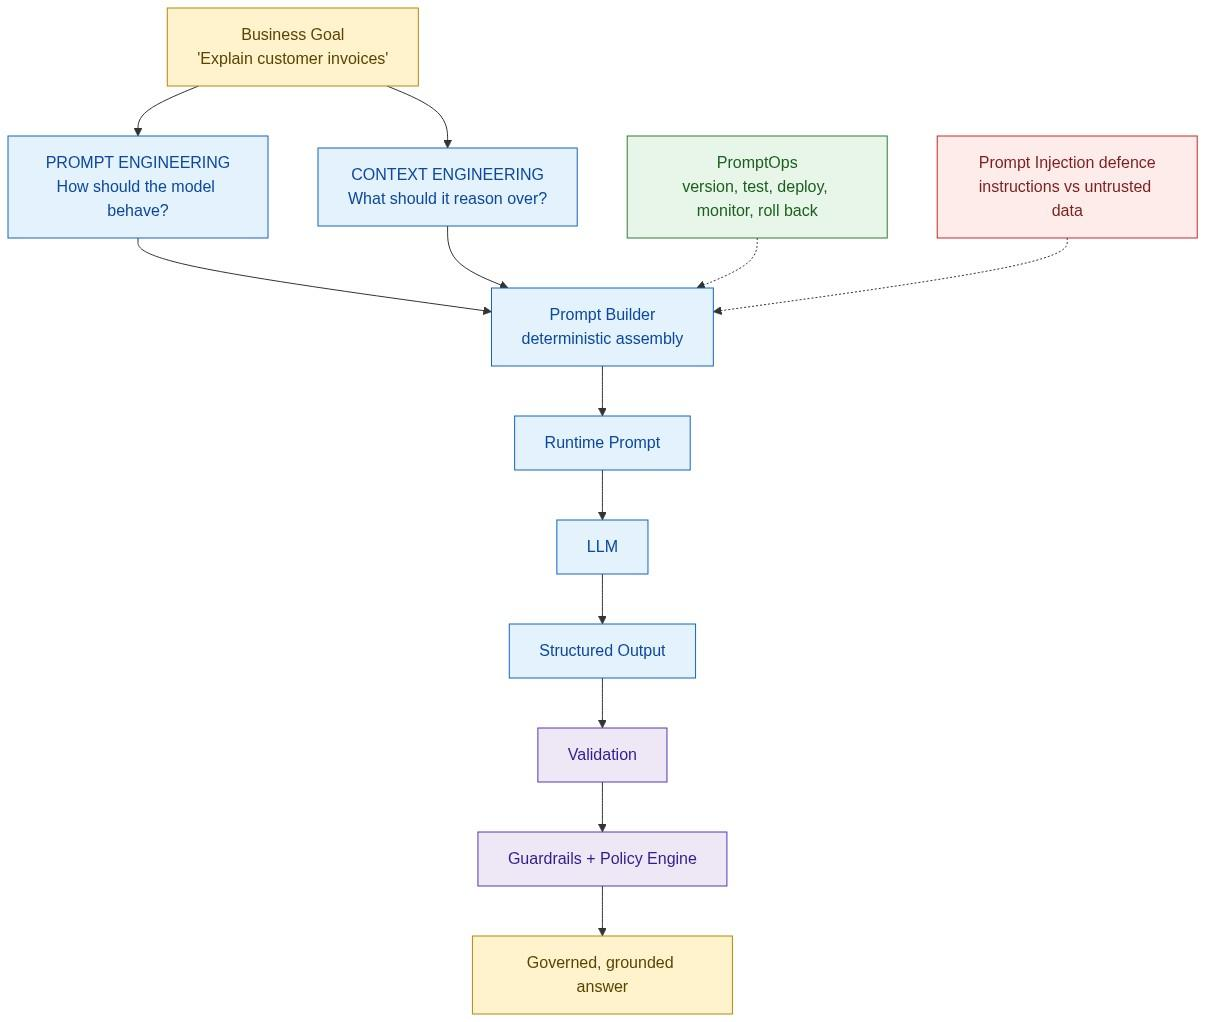 Business Goal
'Explain customer invoices'
PROMPT ENGINEERING
How should the model
behave?
CONTEXT ENGINEERING
What should it reason over?
PromptOps
version, test, deploy,
monitor, roll back
Prompt Injection defence
instructions vs untrusted
data
Prompt Builder
deterministic assembly
Runtime Prompt
LLM
Structured Output
Validation
Guardrails + Policy Engine
Governed, grounded
answer